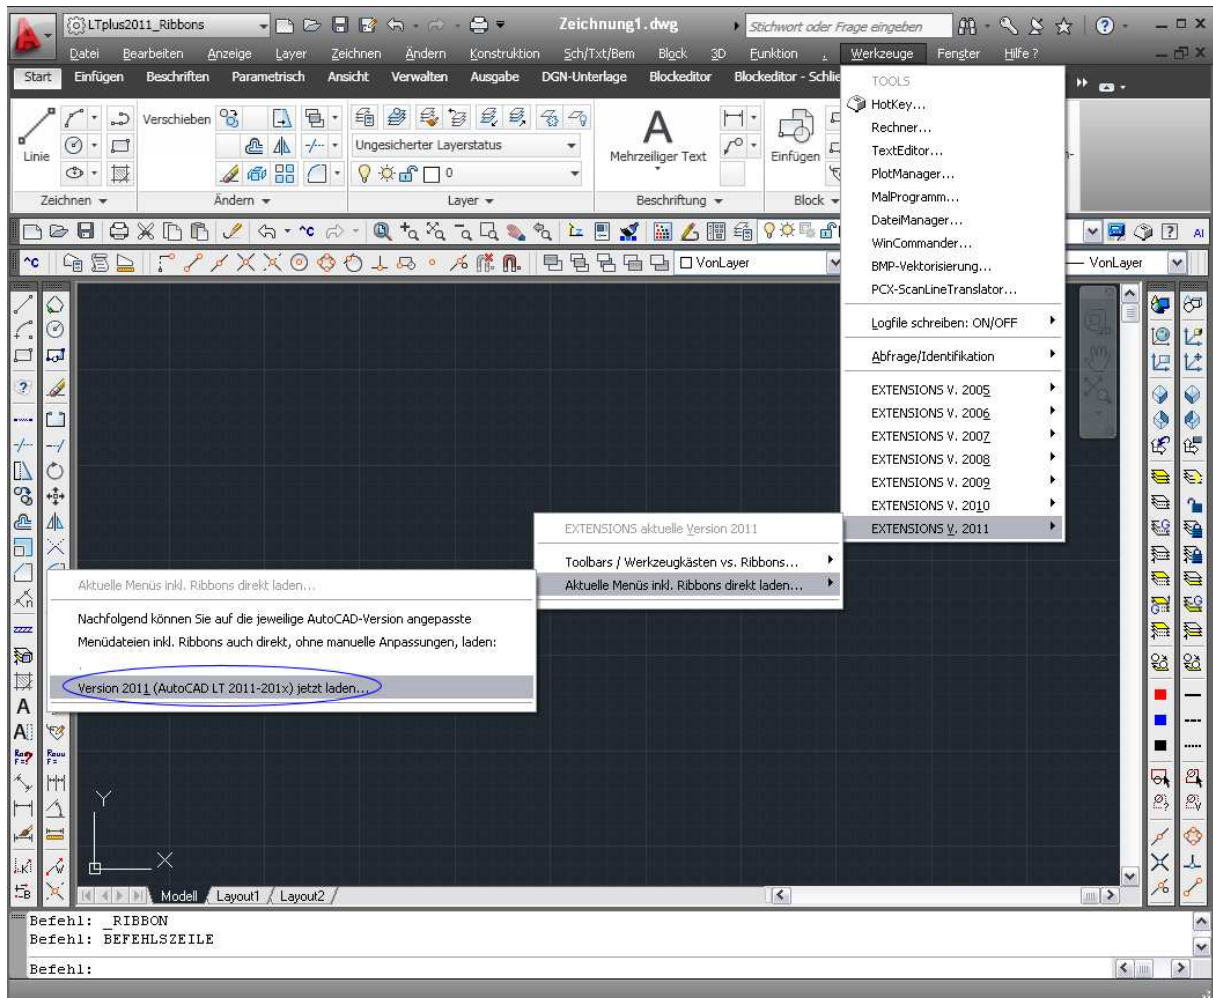 LTplus2011_Ribbons
Zeichnung1.dwg
Stichwort oder Frage eingeben
Datei Bearbeiten Anzeige Layer Zeichnen Ändern Konstruktion Sch/Txt/Bem Block 3D Funktion . Werkzeuge Fenster Hilfe ?
Start Einfügen Beschriften Parametrisch Ansicht Verwalten Ausgabe DGN-Unterlage Blockeditor Blockeditor - Schlie
Linie
Verschieben
Ungesicherter Layerstatus
0
A
Mehrzeiliger Text
Einfügen
Zeichnen Ändern Layer Beschriftung Block
TOOLS
HotKey...
Rechner...
TextEditor...
PlotManager...
MalProgramm...
DateiManager...
WinCommander...
BMP-Vektorisierung...
PCX-ScanLineTranslator...
Logfile schreiben: ON/OFF
Abfrage/Identifikation
EXTENSIONS V. 2005
EXTENSIONS V. 2006
EXTENSIONS V. 2007
EXTENSIONS V. 2008
EXTENSIONS V. 2009
EXTENSIONS V. 2010
EXTENSIONS V. 2011
AI
VonLayer
VonLayer
EXTENSIONS aktuelle Version 2011
Toolbars / Werkzeugkästen vs. Ribbons...
Aktuelle Menüs inkl. Ribbons direkt laden...
Aktuelle Menüs inkl. Ribbons direkt laden...
Nachfolgend können Sie auf die jeweilige AutoCAD-Version angepasste
Menüdateien inkl. Ribbons auch direkt, ohne manuelle Anpassungen, laden:
.
Version 2011 (AutoCAD LT 2011-201x) jetzt laden...
Y
X
Modell Layout1 Layout2
Befehl: _RIBBON
Befehl: BEFEHLSZEILE
Befehl: